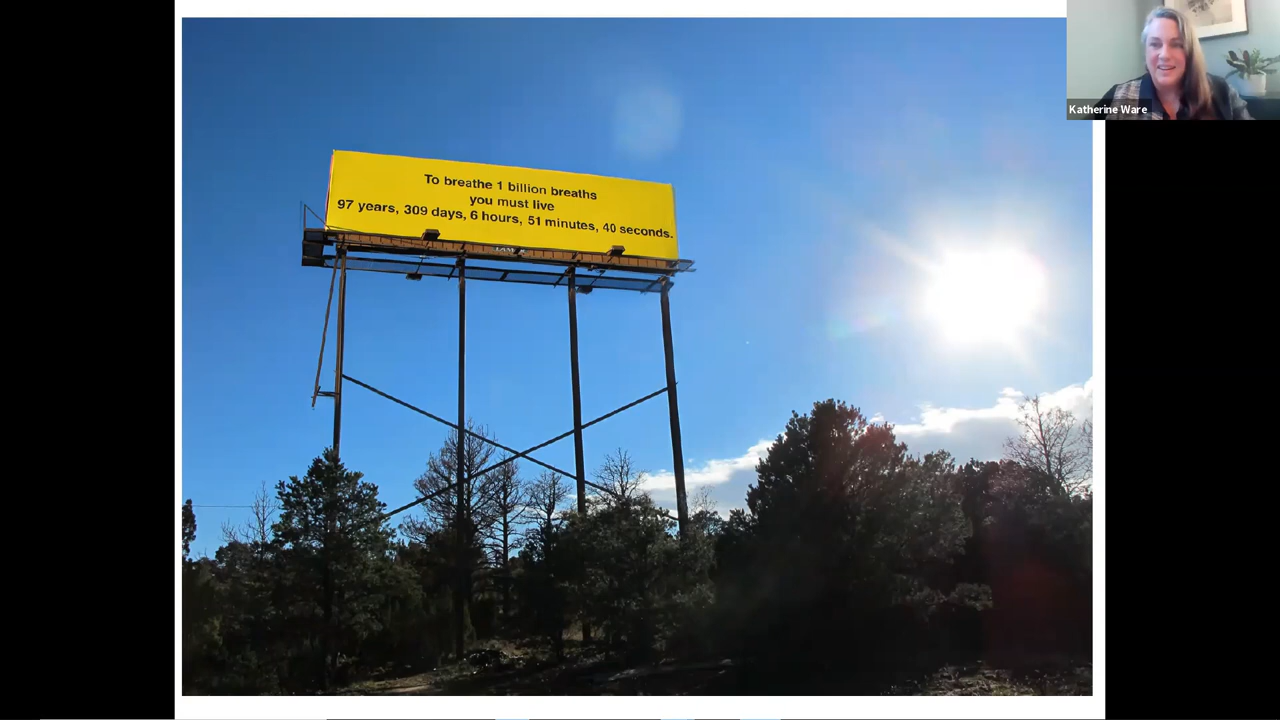 To breathe 1 billion breaths
you must live
97 years, 309 days, 6 hours, 51 minutes, 40 seconds.
Katherine Ware